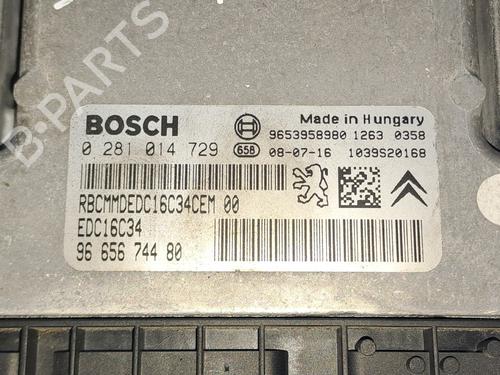 B-PARTS
BOSCH
Made in Hungary
9653958980 1263 0358
0 281 014 729
658 08-07-16 1039S20168
RBCMMDEDC16C34CEM 00
EDC16C34
96 656 744 80